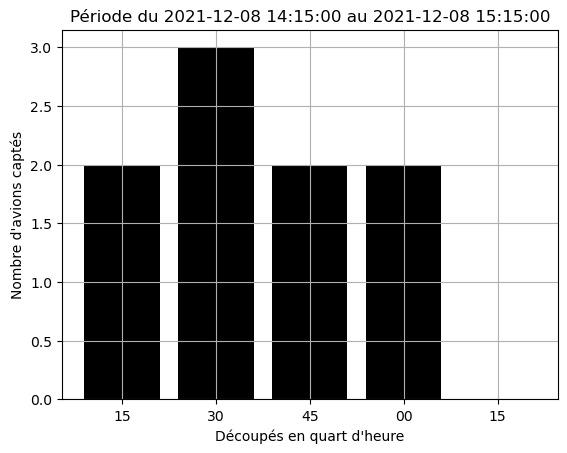 Période du 2021-12-08 14:15:00 au 2021-12-08 15:15:00
Nombre d'avions captés
3.0
2.5
2.0
1.5
1.0
0.5
0.0
15 30 45 00 15
Découpés en quart d'heure